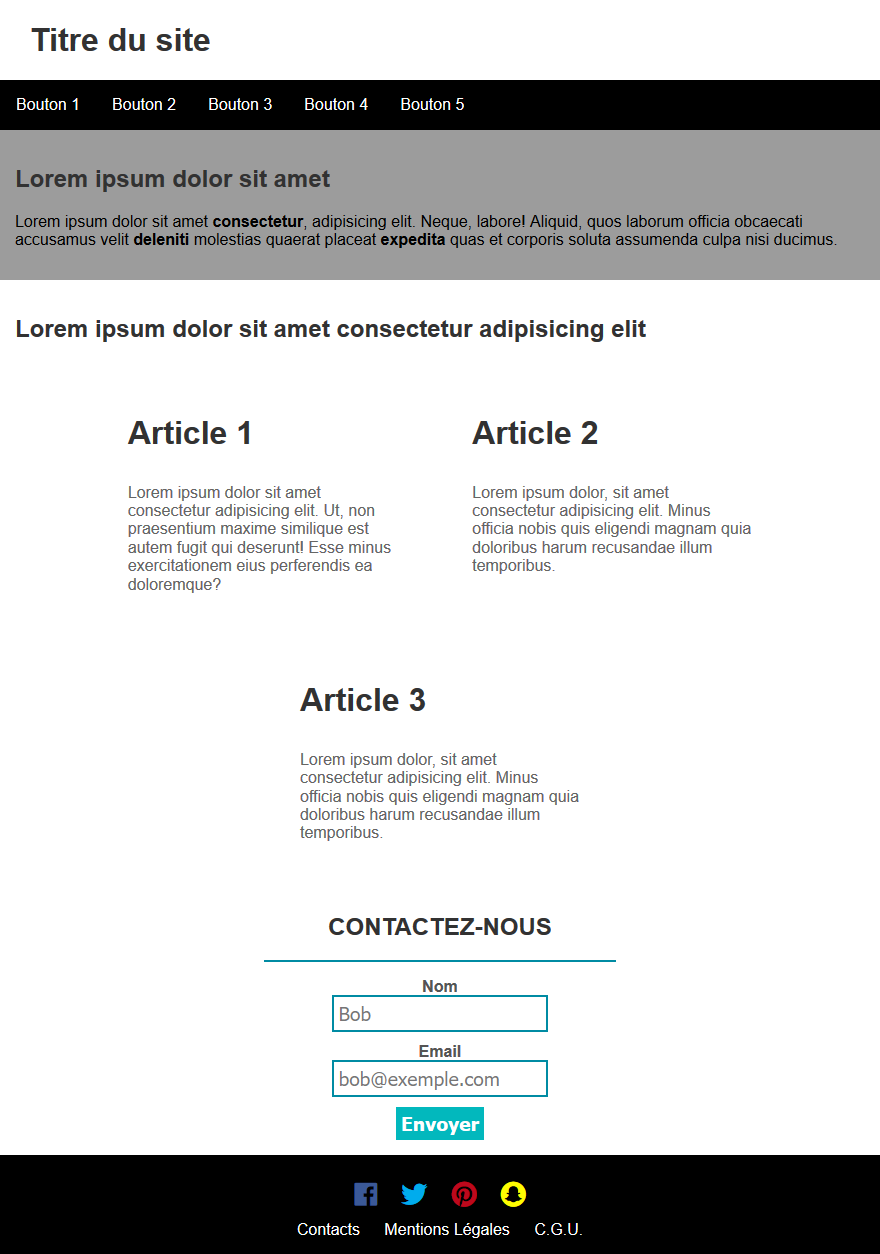 Titre du site
Bouton 1 Bouton 2 Bouton 3 Bouton 4 Bouton 5
Lorem ipsum dolor sit amet
Lorem ipsum dolor sit amet consectetur, adipisicing elit. Neque, labore! Aliquid, quos laborum officia obcaecati
accusamus velit deleniti molestias quaerat placeat expedita quas et corporis soluta assumenda culpa nisi ducimus.
Lorem ipsum dolor sit amet consectetur adipisicing elit
Article 1
Lorem ipsum dolor sit amet
consectetur adipisicing elit. Ut, non
praesentium maxime similique est
autem fugit qui deserunt! Esse minus
exercitationem eius perferendis ea
doloremque?
Article 2
Lorem ipsum dolor, sit amet
consectetur adipisicing elit. Minus
officia nobis quis eligendi magnam quia
doloribus harum recusandae illum
temporibus.
Article 3
Lorem ipsum dolor, sit amet
consectetur adipisicing elit. Minus
officia nobis quis eligendi magnam quia
doloribus harum recusandae illum
temporibus.
CONTACTEZ-NOUS
Nom
Bob
Email
bob@exemple.com
Envoyer
Contacts Mentions Légales C.G.U.